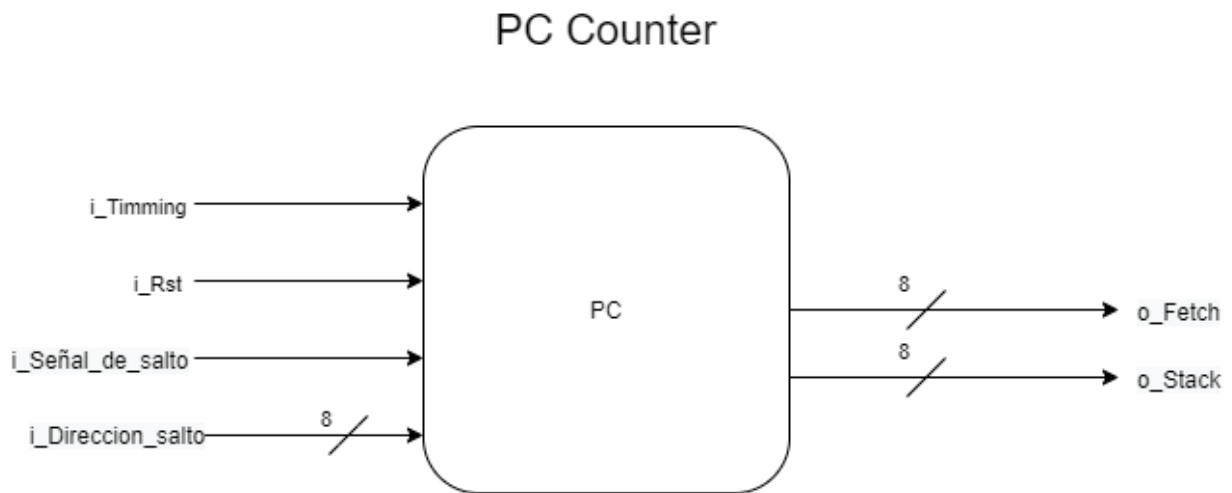 PC Counter
i_Timming
i_Rst
i_Señal_de_salto
i_Direccion_salto
8
PC
8
o_Fetch
8
o_Stack